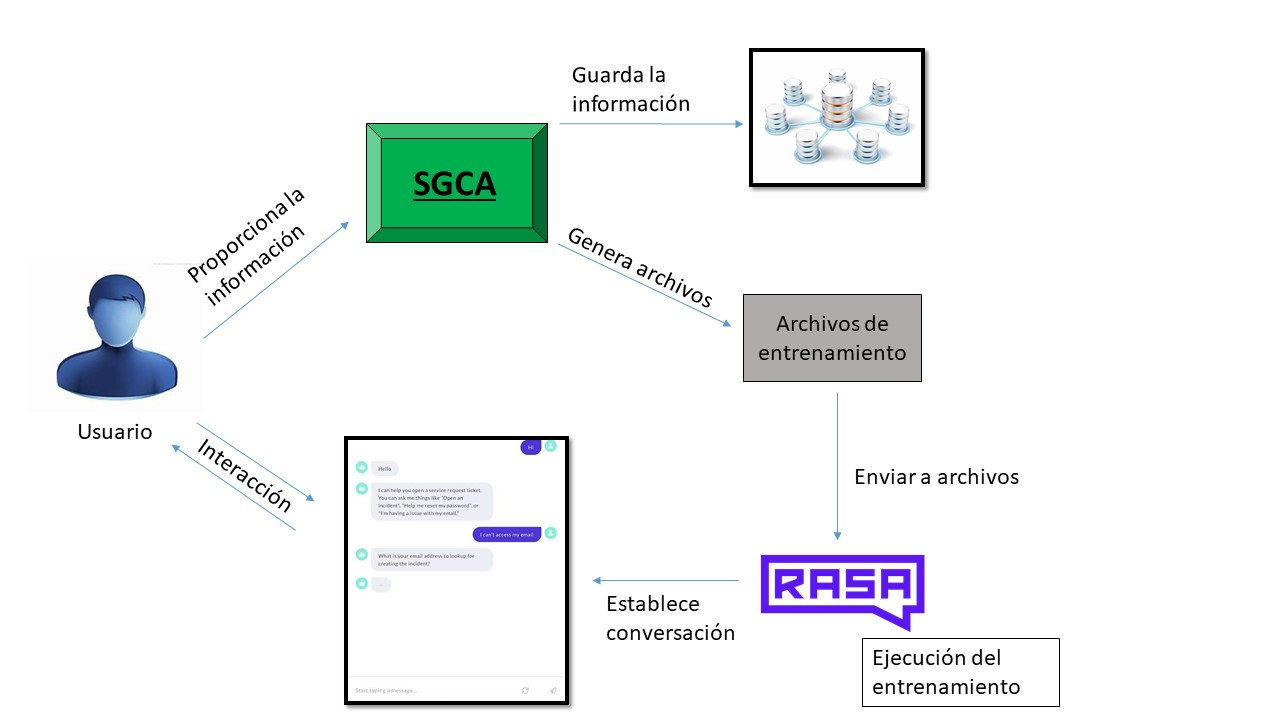 Guarda la
información
SGCA
Proporciona la
información
Genera archivos
Archivos de
entrenamiento
Usuario
Interacción
Enviar a archivos
Hi
Hello
I can help you open a service request ticket.
You can ask me things like "Open an
incident", "Help me reset my password", or
"I'm having a issue with my email."
I can't access my email
What is your email address to lookup for
creating the incident?
Start typing a message...
RASA
Establece
conversación
Ejecución del
entrenamiento